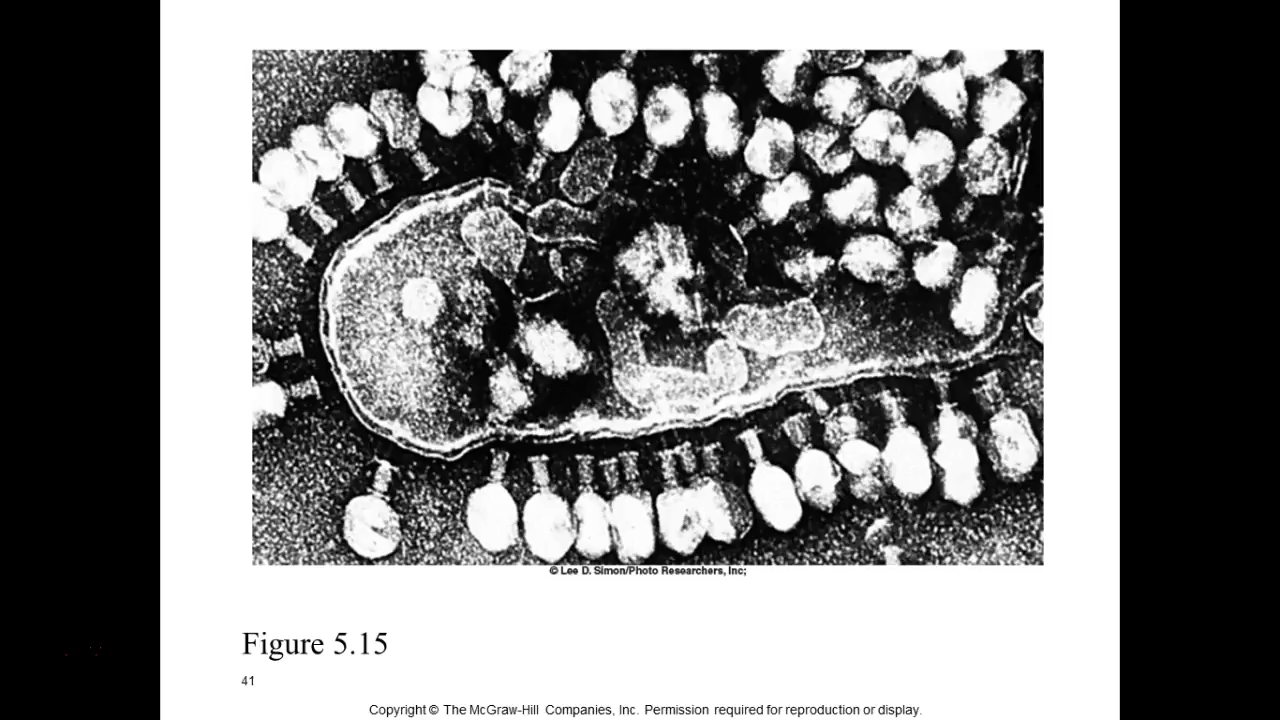 © Lee D. Simon/Photo Researchers, Inc;
Figure 5.15
41
Copyright © The McGraw-Hill Companies, Inc. Permission required for reproduction or display.